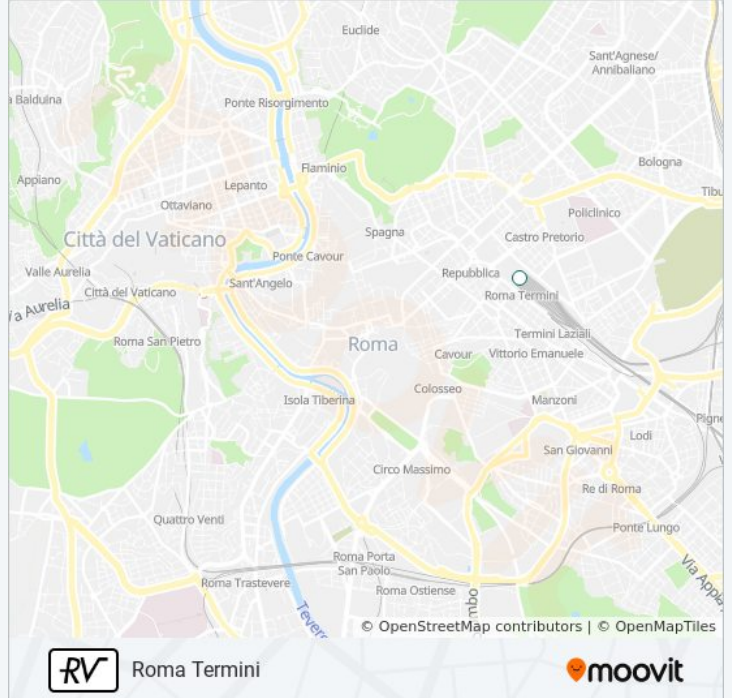 Euclide
Sant'Agnese/
Annibaliano
a Balduina
Ponte Risorgimento
Bologna
Flaminio
Appiano
Lepanto
Tibu
Ottaviano
Policlinico
Spagna
Castro Pretorio
Città del Vaticano
Ponte Cavour
Valle Aurelia
Repubblica
Sant'Angelo
Città del Vaticano
Roma Termini
a Aurelia
Termini Laziali
Roma San Pietro
Roma
Cavour
Vittorio Emanuele
Colosseo
Isola Tiberina
Manzoni
Pigne
Lodi
San Giovanni
Circo Massimo
Re di Roma
Quattro Venti
Ponte Lungo
Roma Porta
San Paolo
Roma Trastevere
Roma Ostiense
Via Appia
mbo
Tevere
© OpenStreetMap contributors | © OpenMapTiles
RV
Roma Termini
moovit